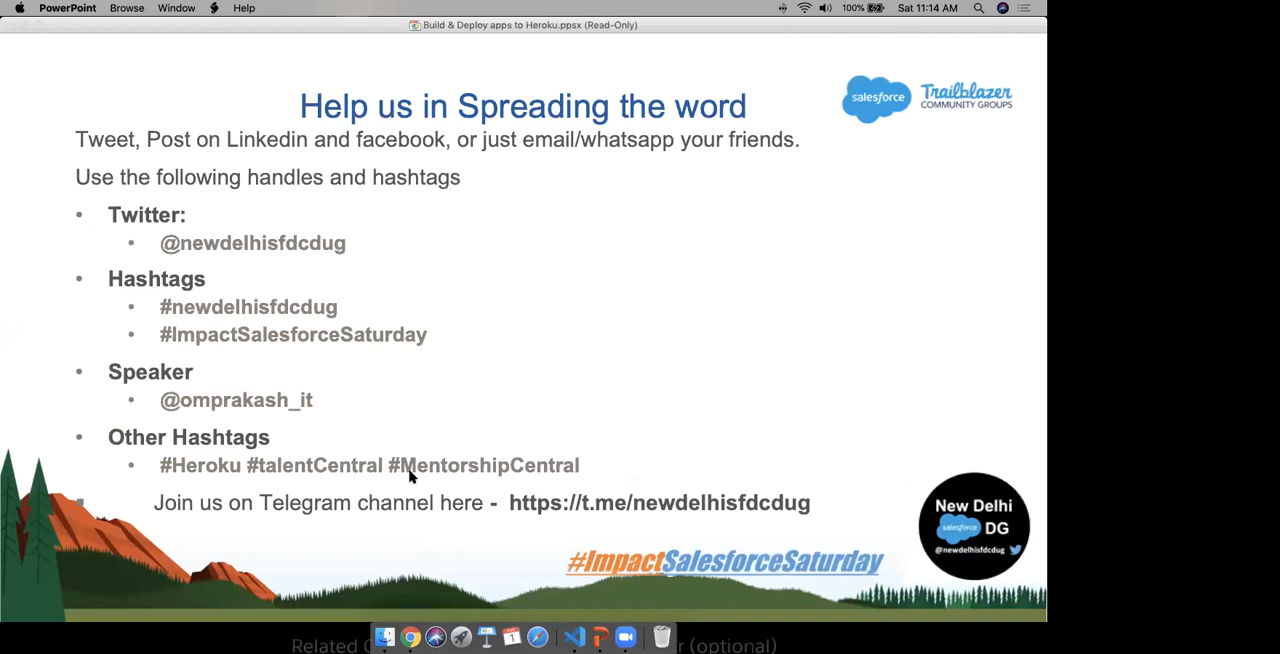 PowerPoint Browse Window Help 100% Sat 11:14 AM
Build & Deploy apps to Heroku.ppsx (Read-Only)
salesforce Trailblazer
COMMUNITY GROUPS
Help us in Spreading the word
Tweet, Post on Linkedin and facebook, or just email/whatsapp your friends.
Use the following handles and hashtags
• Twitter:
• @newdelhisfdcdug
• Hashtags
• #newdelhisfdcdug
• #ImpactSalesforceSaturday
• Speaker
• @omprakash_it
• Other Hashtags
• #Heroku #talentCentral #MentorshipCentral
Join us on Telegram channel here - https://t.me/newdelhisfdcdug
New Delhi
salesforce DG
@newdelhisfdcdug
#ImpactSalesforceSaturday
1
Related r (optional)